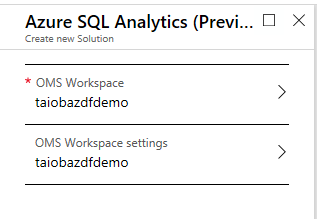 Azure SQL Analytics (Previ...
Create new Solution
* OMS Workspace
taiobazdfdemo
OMS Workspace settings
taiobazdfdemo